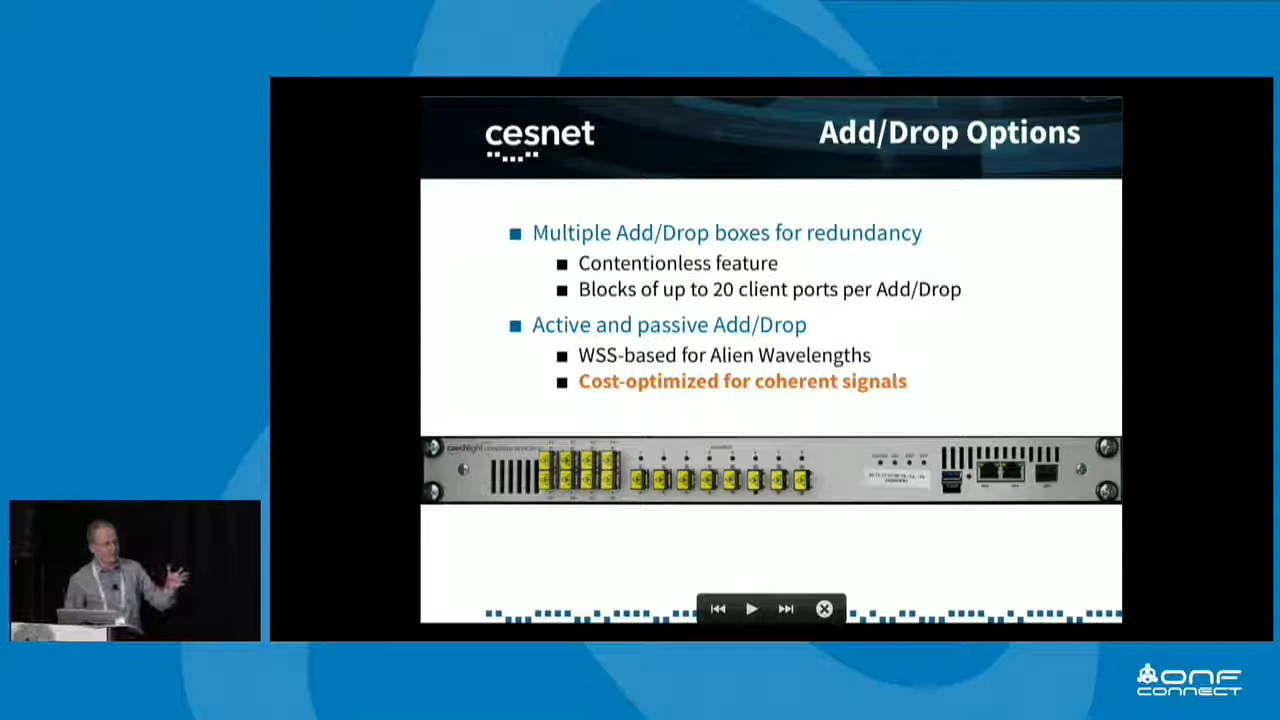 cesnet
Add/Drop Options
Multiple Add/Drop boxes for redundancy
Contentionless feature
Blocks of up to 20 client ports per Add/Drop
Active and passive Add/Drop
WSS-based for Alien Wavelengths
Cost-optimized for coherent signals
czechlight
ONF
CONNECT